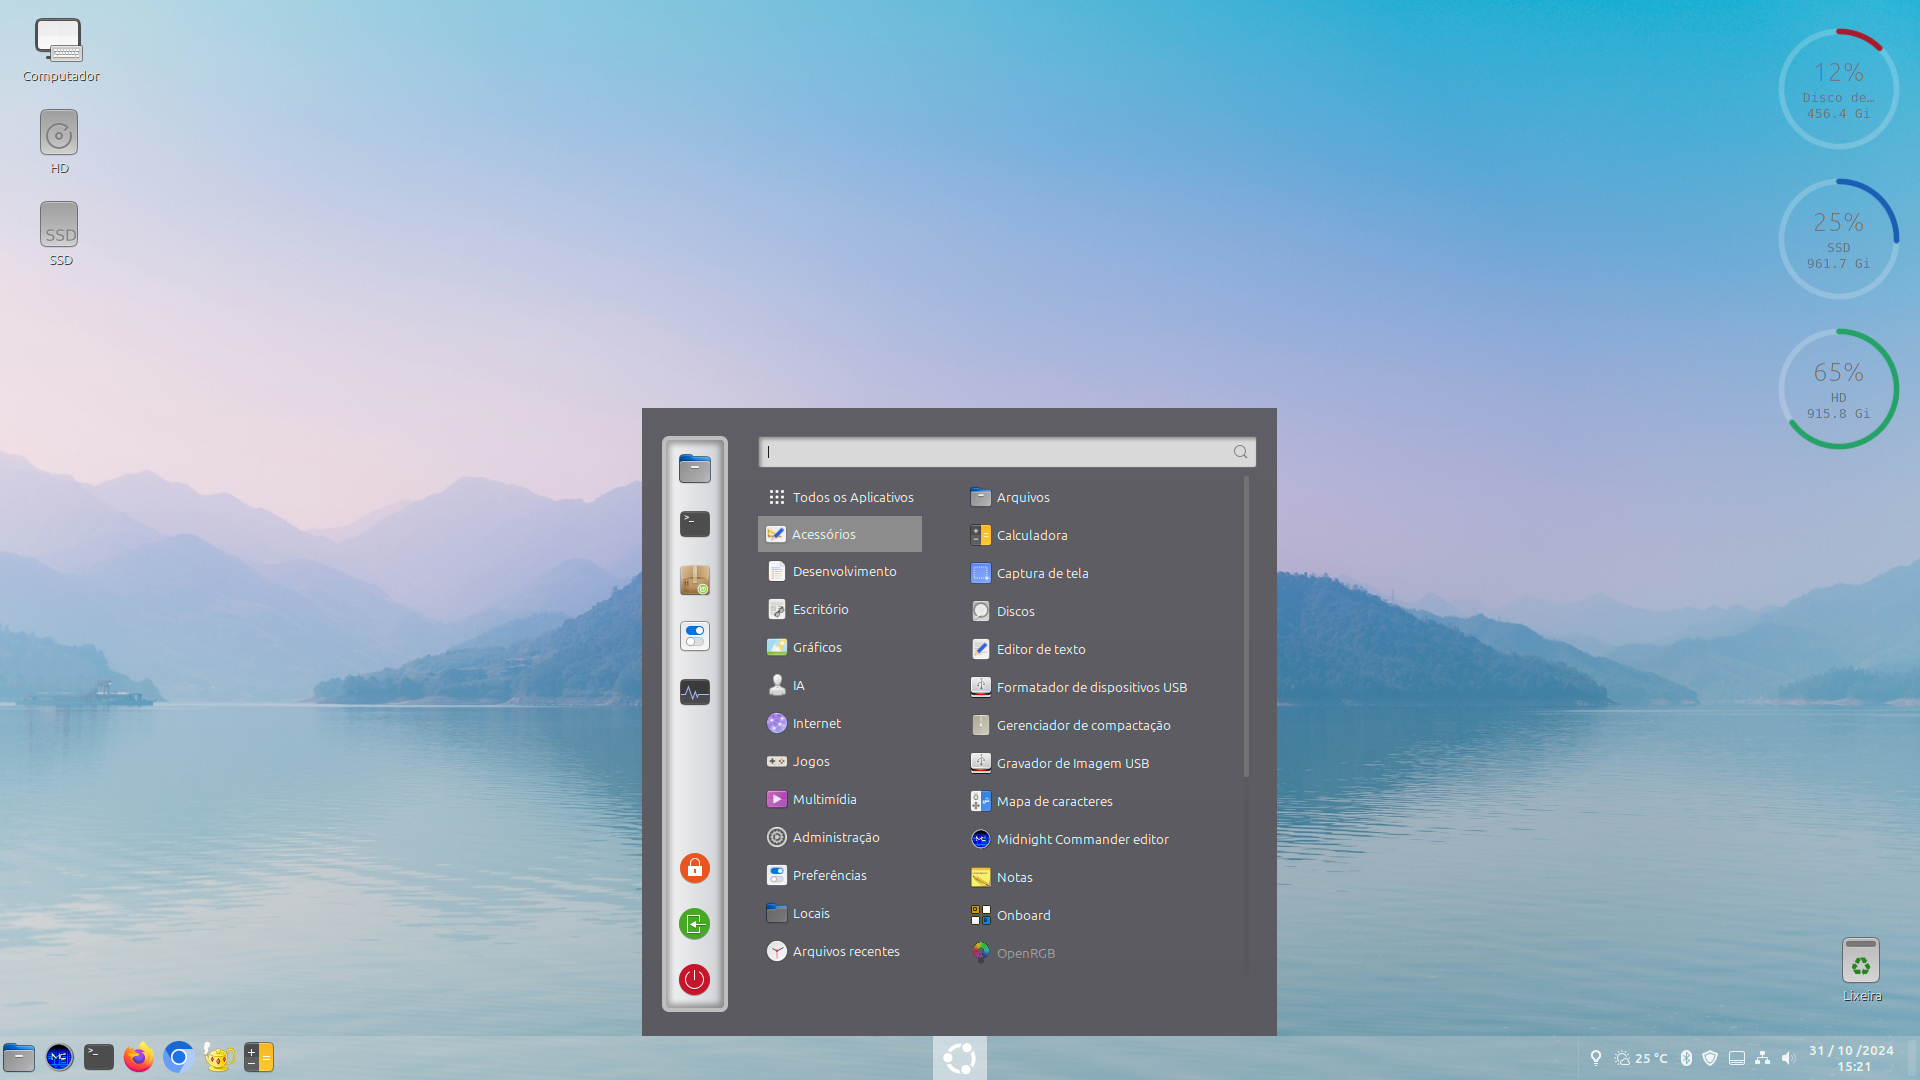 Computador
HD
SSD
12%
Disco de…
456.4 Gi
25%
SSD
961.7 Gi
65%
HD
915.8 Gi
Todos os Aplicativos
Acessórios
Desenvolvimento
Escritório
Gráficos
IA
Internet
Jogos
Multimídia
Administração
Preferências
Locais
Arquivos recentes
Arquivos
Calculadora
Captura de tela
Discos
Editor de texto
Formatador de dispositivos USB
Gerenciador de compactação
Gravador de Imagem USB
Mapa de caracteres
Midnight Commander editor
Notas
Onboard
OpenRGB
Lixeira
25 °C
31 / 10 /2024
15:21